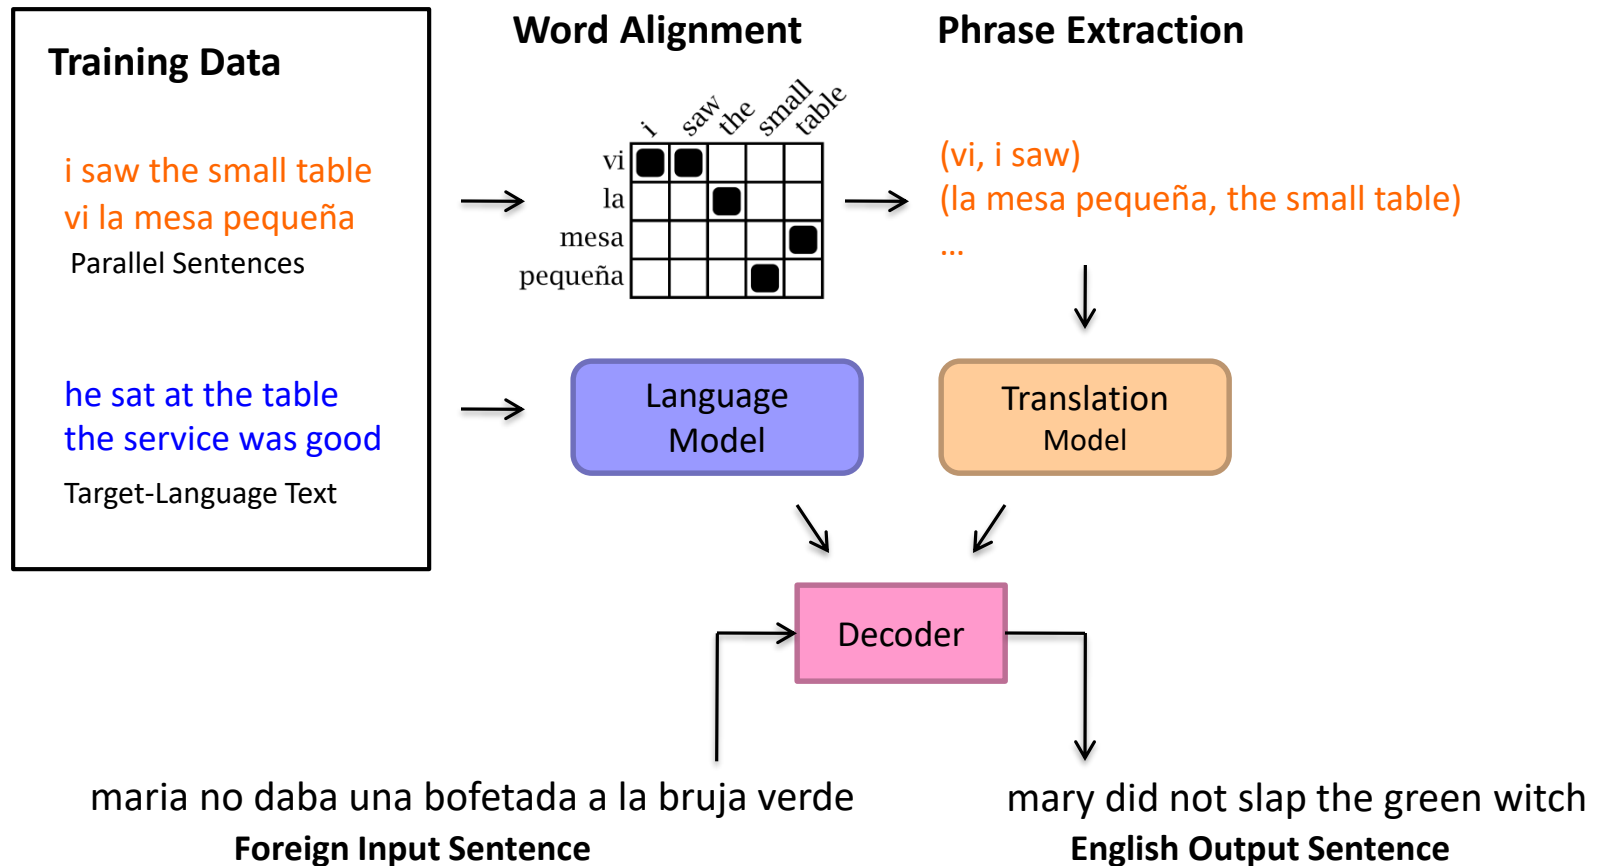 Training Data
i saw the small table
vi la mesa pequeña
Parallel Sentences
he sat at the table
the service was good
Target-Language Text
Word Alignment
i saw the small table
vi
la
mesa
pequeña
Phrase Extraction
(vi, i saw)
(la mesa pequeña, the small table)
...
Language
Model
Translation
Model
Decoder
maria no daba una bofetada a la bruja verde
Foreign Input Sentence
mary did not slap the green witch
English Output Sentence